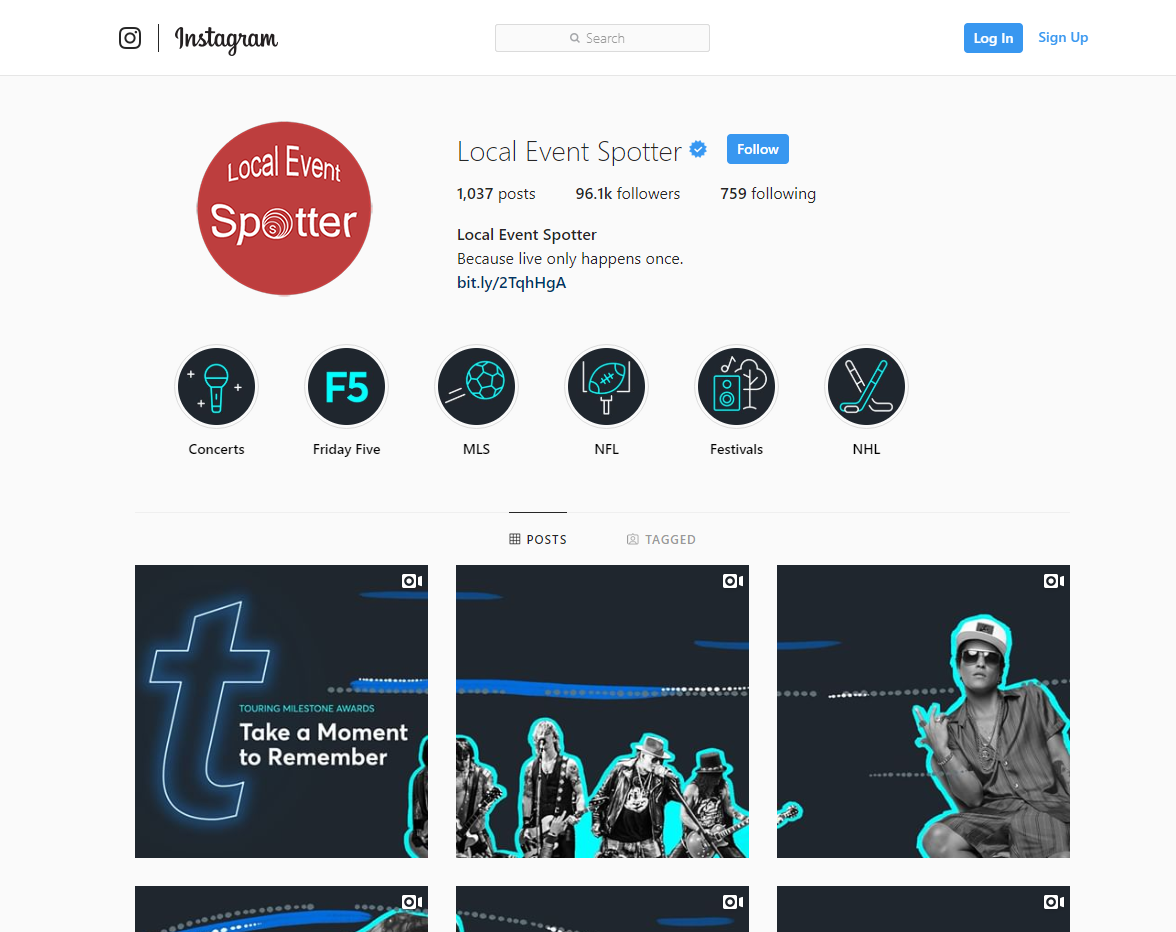 Instagram
Search
Log In
Sign Up
Local Event
Spotter
S
Local Event Spotter
Follow
1,037 posts
96.1k followers
759 following
Local Event Spotter
Because live only happens once.
bit.ly/2TqhHgA
F5
Concerts
Friday Five
MLS
NFL
Festivals
NHL
POSTS
TAGGED
t
TOURING MILESTONE AWARDS
Take a Moment
to Remember